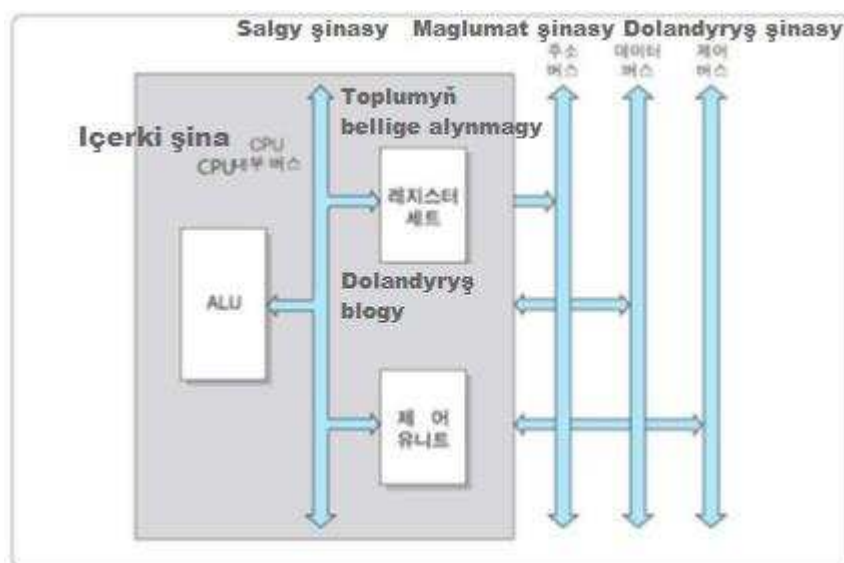 Salgy şinasy Maglumat şinasy Dolandyryş şinasy
주소 데이터 제어
버스 버스 버스
Toplumyň
bellige alynmagy
Içerki şina
CPU
CPU내부 버스
레지스터
세트
ALU
Dolandyryş
blogy
제 어
유니트